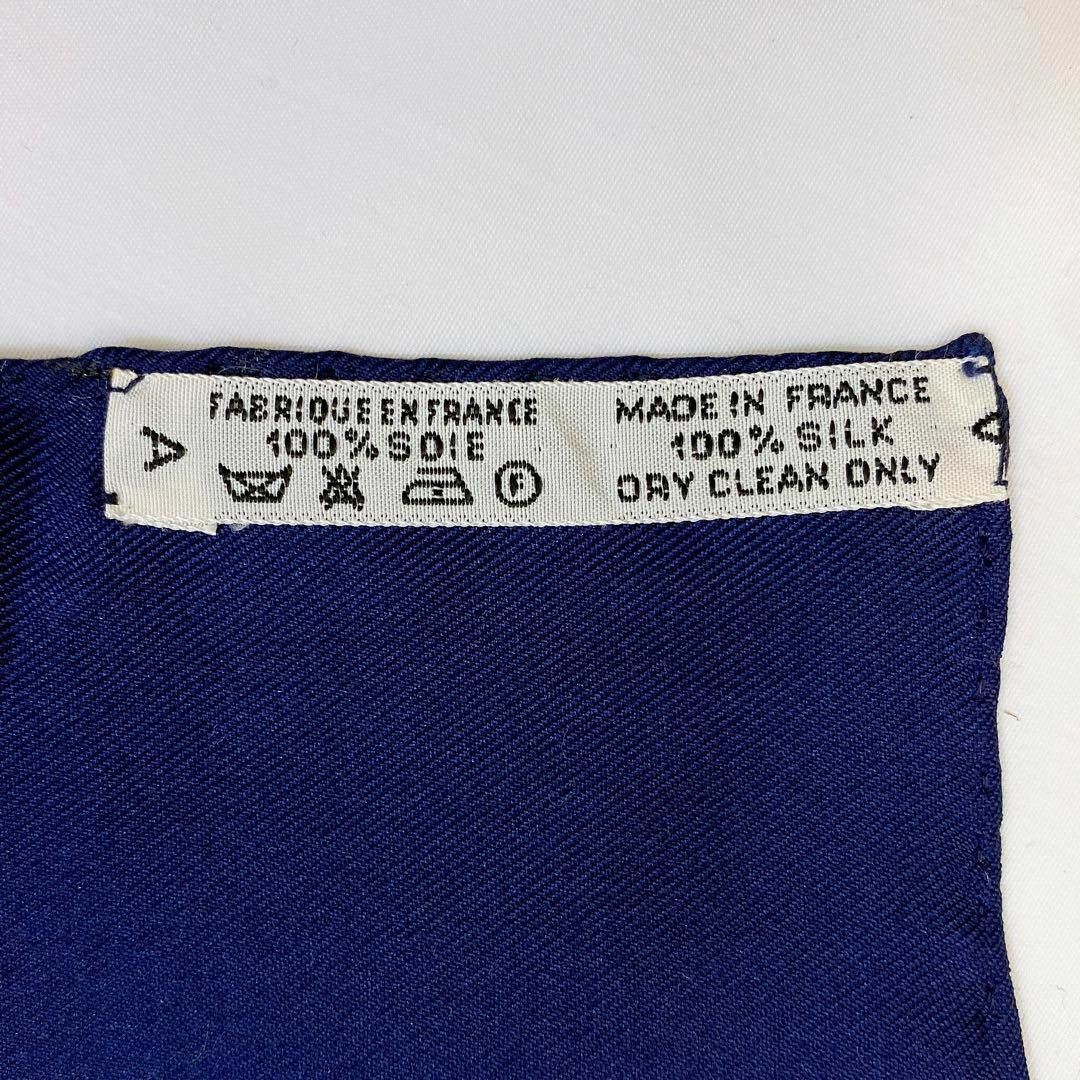 A
FABRIQUE EN FRANCE
100% SOIE
F
MADE IN FRANCE
100% SILK
DRY CLEAN ONLY
A